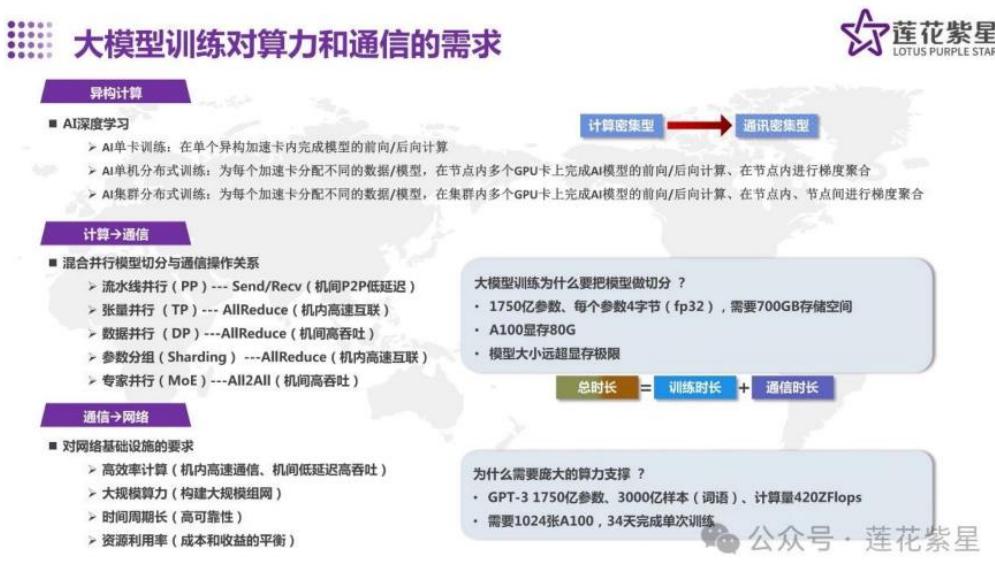 大模型训练对算力和通信的需求
莲花紫星
LOTUS PURPLE STAR
异构计算
■ AI深度学习
计算密集型
通讯密集型
➢ AI单卡训练：在单个异构加速卡内完成模型的前向/后向计算
➢ AI单机分布式训练：为每个加速卡分配不同的数据/模型，在节点内多个GPU卡上完成AI模型的前向/后向计算、在节点内进行梯度聚合
➢ AI集群分布式训练：为每个加速卡分配不同的数据/模型，在集群内多个GPU卡上完成AI模型的前向/后向计算、在节点内、节点间进行梯度聚合
计算→通信
■ 混合并行模型切分与通信操作关系
➢ 流水线并行（PP）--- Send/Recv（机间P2P低延迟）
➢ 张量并行 （TP）--- AllReduce（机内高速互联）
➢ 数据并行（DP）---AllReduce（机间高吞吐）
➢ 参数分组（Sharding） ---AllReduce（机内高速互联）
➢ 专家并行（MoE）---All2All（机间高吞吐）
大模型训练为什么要把模型做切分 ？
• 1750亿参数、每个参数4字节（fp32），需要700GB存储空间
• A100显存80G
• 模型大小远超显存极限
总时长 = 训练时长 + 通信时长
通信→网络
■ 对网络基础设施的要求
➢ 高效率计算（机内高速通信、机间低延迟高吞吐）
➢ 大规模算力（构建大规模组网）
➢ 时间周期长（高可靠性）
➢ 资源利用率（成本和收益的平衡）
为什么需要庞大的算力支撑 ？
• GPT-3 1750亿参数、3000亿样本（词语）、计算量420ZFlops
• 需要1024张A100，34天完成单次训练
公众号 · 莲花紫星